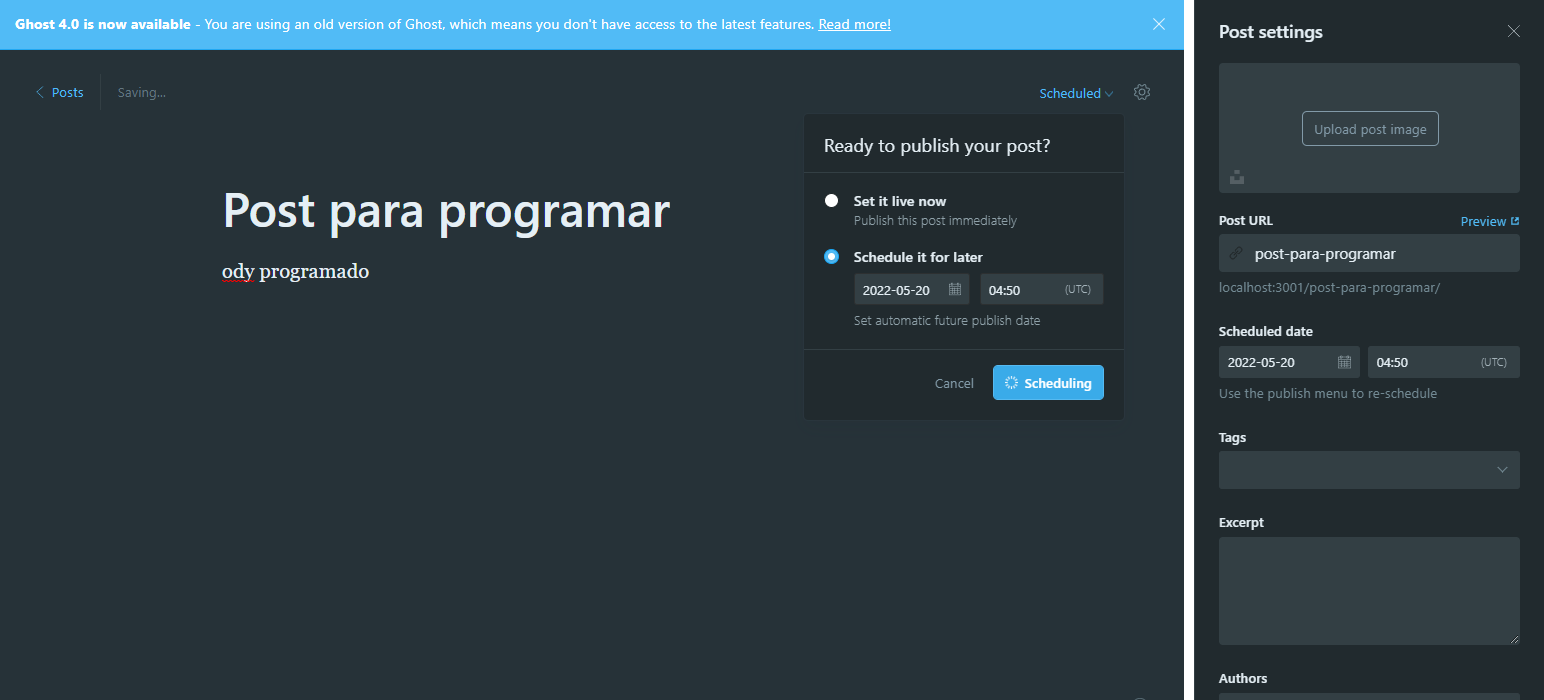 Ghost 4.0 is now available - You are using an old version of Ghost, which means you don't have access to the latest features. Read more!
Posts
Saving...
Scheduled
Ready to publish your post?
Set it live now
Publish this post immediately
Schedule it for later
2022-05-20
04:50 (UTC)
Set automatic future publish date
Cancel
Scheduling
Post para programar
ody programado
Post settings
Upload post image
Post URL
Preview
post-para-programar
localhost:3001/post-para-programar/
Scheduled date
2022-05-20
04:50 (UTC)
Use the publish menu to re-schedule
Tags
Excerpt
Authors